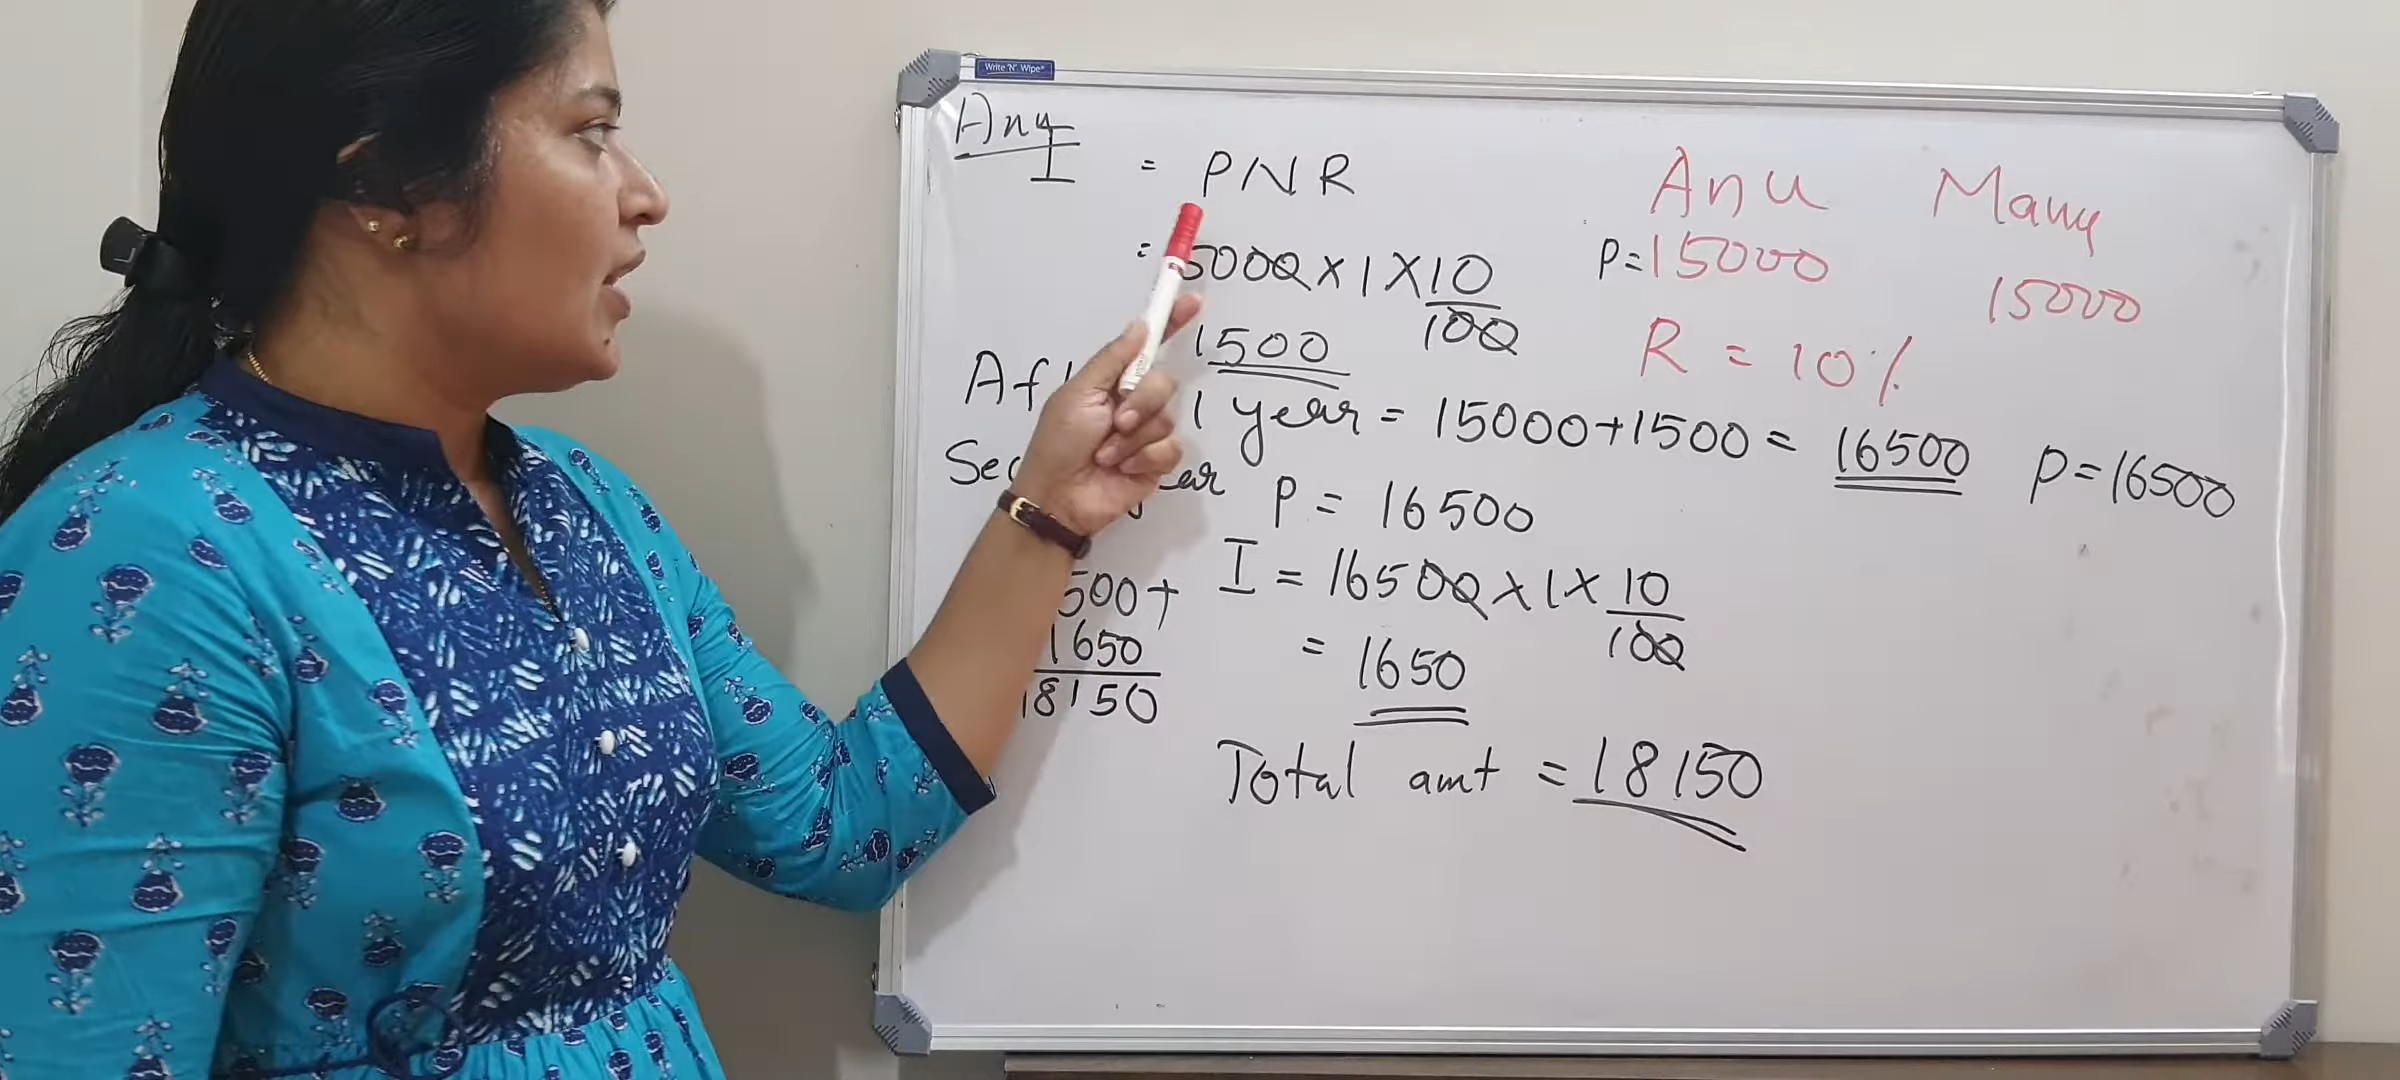 Write 'N' Wipe
Anu
I = PNR
= 5000 X 1 X 10/100
1500
1 year = 15000+1500 = 16500 P=16500
P = 16500
I = 16500 X 1 X 10/100
= 1650
Total amt = 18150
500+
1650
18150
Anu Manu
P=15000 15000
R = 10%